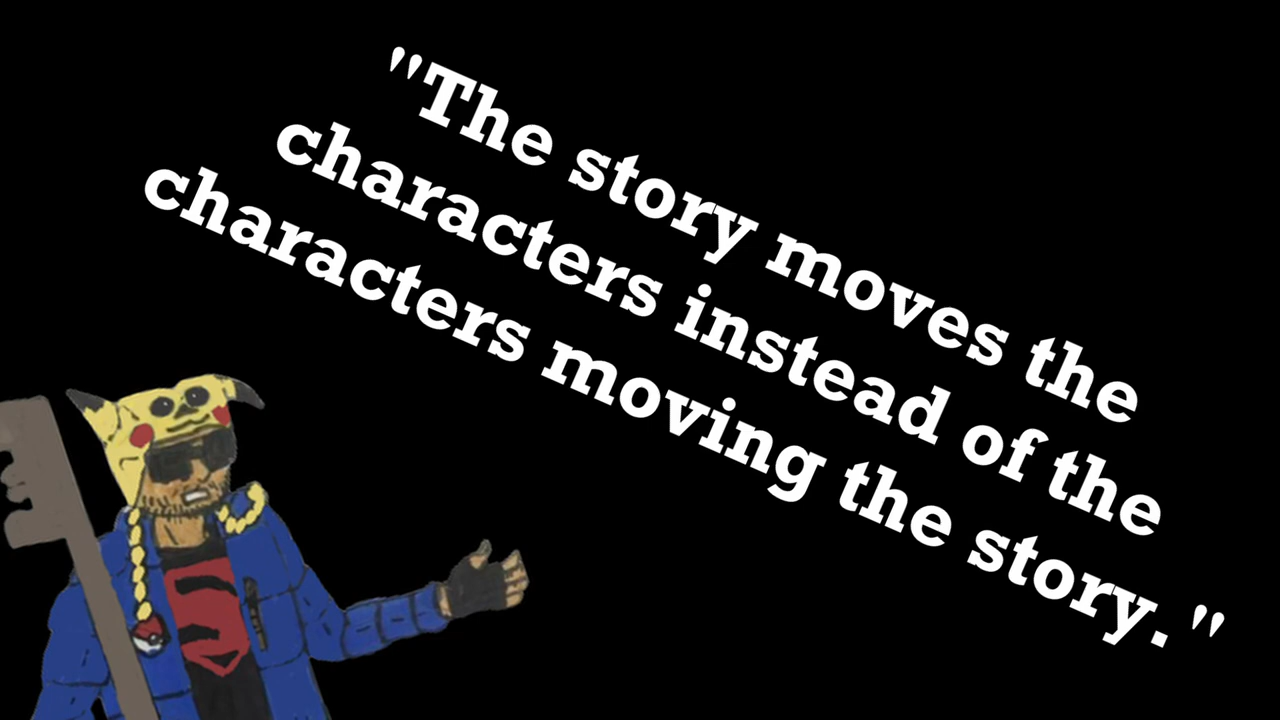 "The story moves the
characters instead of the
characters moving the story."